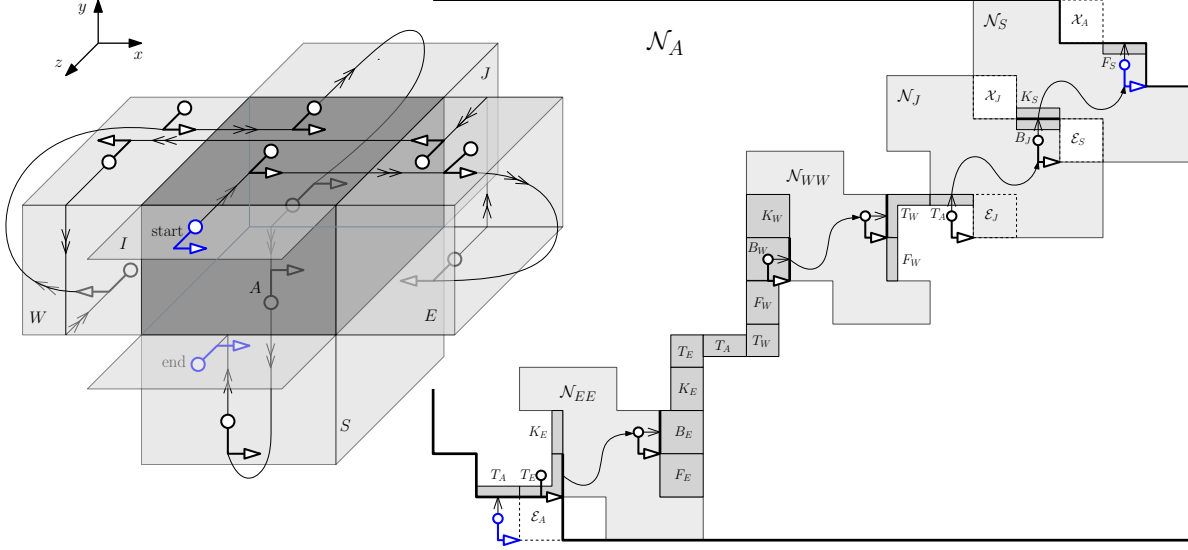 y
x
z
J
start
I
A
W
E
end
S
𝒩_A
𝒩_S
𝒳_A
F_S
𝒩_J
𝒳_J
K_S
B_J
ℰ_S
𝒩_WW
K_W
T_W
T_A
ℰ_J
B_W
F_W
F_W
T_E
T_A
T_W
𝒩_EE
K_E
K_E
B_E
T_A
T_E
F_E
ℰ_A